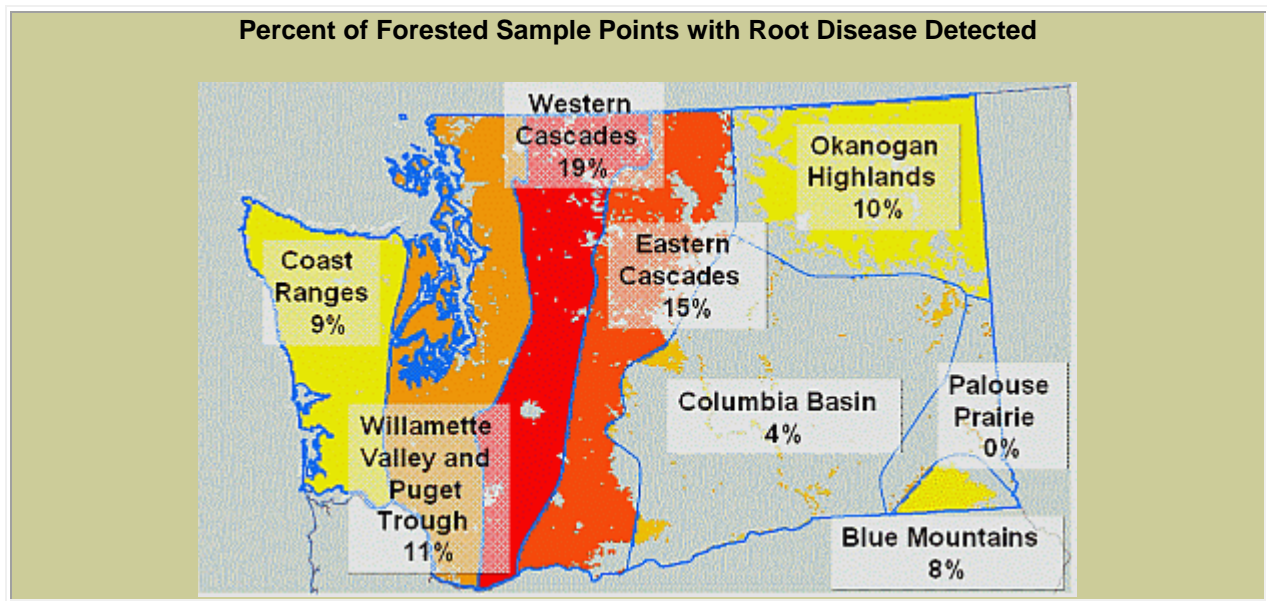 Percent of Forested Sample Points with Root Disease Detected
Western
Cascades
19%
Okanogan
Highlands
10%
Coast
Ranges
9%
Eastern
Cascades
15%
Willamette
Valley and
Puget
Trough
11%
Columbia Basin
4%
Palouse
Prairie
0%
Blue Mountains
8%